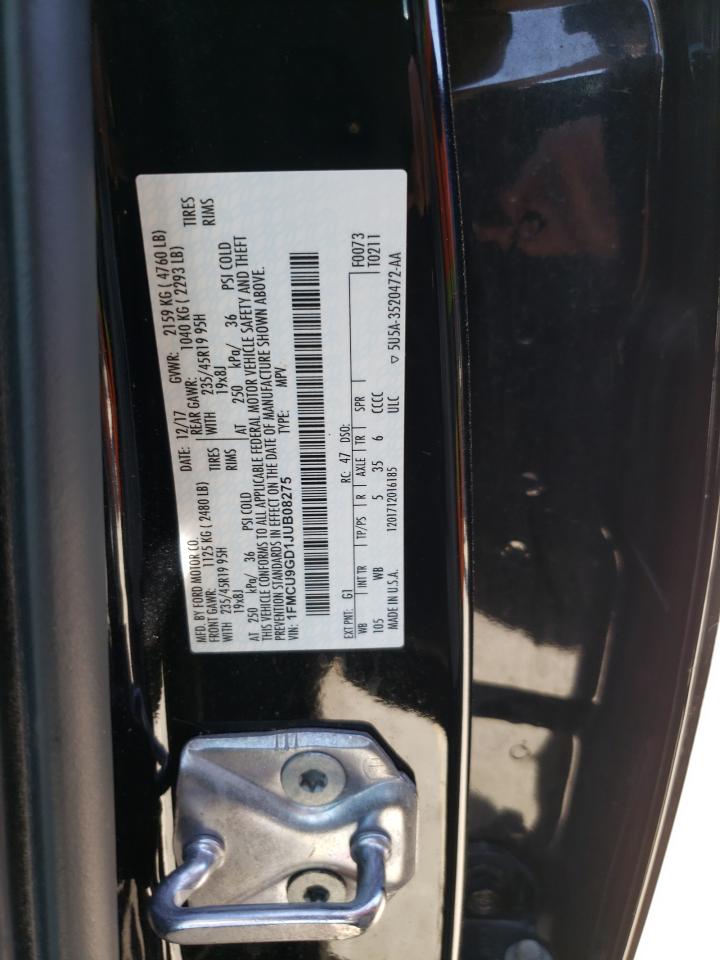 MFD. BY FORD MOTOR CO. DATE: 12/17 GVWR: 2159 KG ( 4760 LB)
FRONT GAWR: 1125 KG ( 2480 LB) REAR GAWR: 1040 KG ( 2293 LB)
WITH 235/45R19 95H TIRES WITH 235/45R19 95H TIRES
19x8J RIMS 19x8J RIMS
AT 250 kPa/ 36 PSI COLD AT 250 kPa/ 36 PSI COLD
THIS VEHICLE CONFORMS TO ALL APPLICABLE FEDERAL MOTOR VEHICLE SAFETY AND THEFT
PREVENTION STANDARDS IN EFFECT ON THE DATE OF MANUFACTURE SHOWN ABOVE.
VIN: 1FMCU9GD1JUB08275 TYPE: MPV
EXT PNT: G1 RC: 47 DSO: F0073
WB INT TR TP/PS R AXLE TR SPR T0211
105 WB 5 35 6 CCCC
MADE IN U.S.A. 1201712016185 ULC ▽ 5U5A-3520472-AA